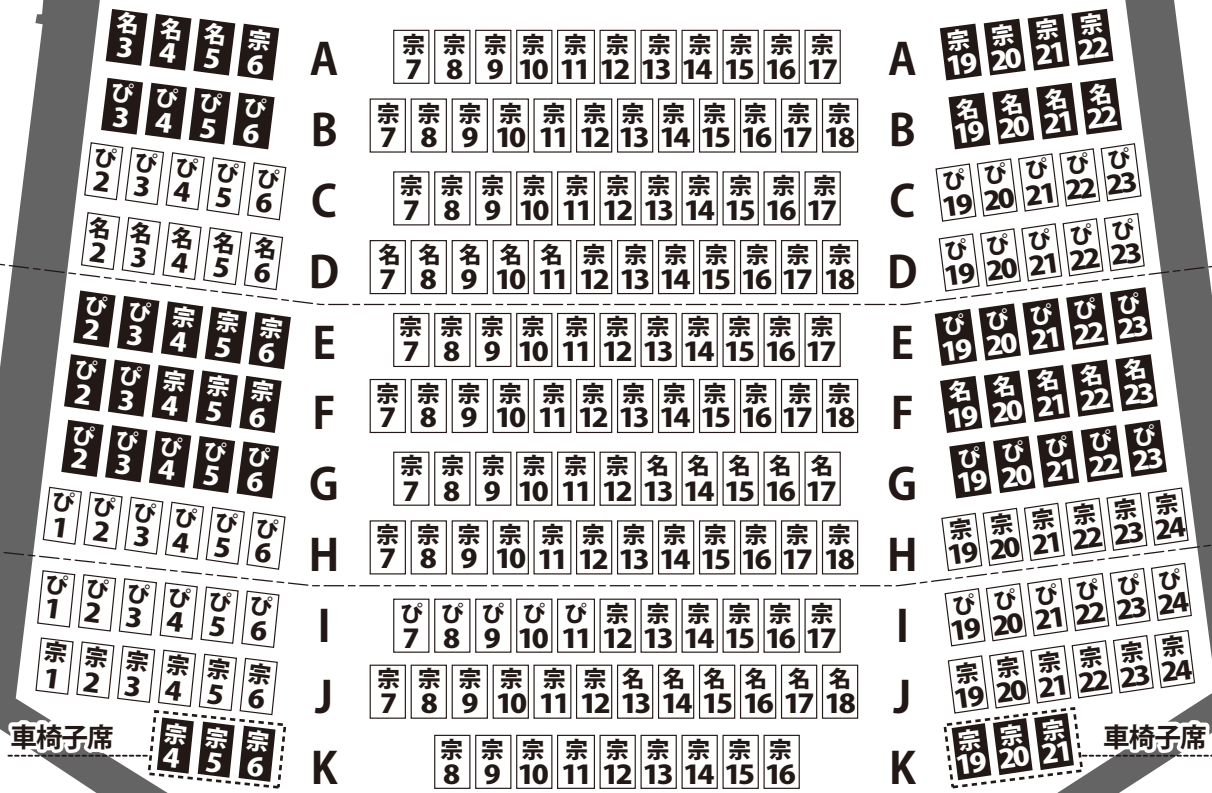 名3 名4 名5 宗6 A 宗7 宗8 宗9 宗10 宗11 宗12 宗13 宗14 宗15 宗16 宗17 A 宗19 宗20 宗21 宗22
ぴ3 ぴ4 ぴ5 ぴ6 B 宗7 宗8 宗9 宗10 宗11 宗12 宗13 宗14 宗15 宗16 宗17 宗18 B 名19 名20 名21 名22
ぴ2 ぴ3 ぴ4 ぴ5 ぴ6 C 宗7 宗8 宗9 宗10 宗11 宗12 宗13 宗14 宗15 宗16 宗17 C ぴ19 ぴ20 ぴ21 ぴ22 ぴ23
名2 名3 名4 名5 名6 D 名7 名8 名9 名10 名11 宗12 宗13 宗14 宗15 宗16 宗17 宗18 D ぴ19 ぴ20 ぴ21 ぴ22 ぴ23
ぴ2 ぴ3 宗4 宗5 宗6 E 宗7 宗8 宗9 宗10 宗11 宗12 宗13 宗14 宗15 宗16 宗17 E ぴ19 ぴ20 ぴ21 ぴ22 ぴ23
ぴ2 ぴ3 宗4 宗5 宗6 F 宗7 宗8 宗9 宗10 宗11 宗12 宗13 宗14 宗15 宗16 宗17 宗18 F 名19 名20 名21 名22 名23
ぴ2 ぴ3 ぴ4 ぴ5 ぴ6 G 宗7 宗8 宗9 宗10 宗11 宗12 名13 名14 名15 名16 名17 G ぴ19 ぴ20 ぴ21 ぴ22 ぴ23
ぴ1 ぴ2 ぴ3 ぴ4 ぴ5 ぴ6 H 宗7 宗8 宗9 宗10 宗11 宗12 宗13 宗14 宗15 宗16 宗17 宗18 H 宗19 宗20 宗21 宗22 宗23 宗24
ぴ1 ぴ2 ぴ3 ぴ4 ぴ5 ぴ6 I ぴ7 ぴ8 ぴ9 ぴ10 ぴ11 宗12 宗13 宗14 宗15 宗16 宗17 I ぴ19 ぴ20 ぴ21 ぴ22 ぴ23 ぴ24
宗1 宗2 宗3 宗4 宗5 宗6 J 宗7 宗8 宗9 宗10 宗11 宗12 名13 名14 名15 名16 名17 名18 J 宗19 宗20 宗21 宗22 宗23 宗24
車椅子席 宗4 宗5 宗6 K 宗8 宗9 宗10 宗11 宗12 宗13 宗14 宗15 宗16 K 宗19 宗20 宗21 車椅子席